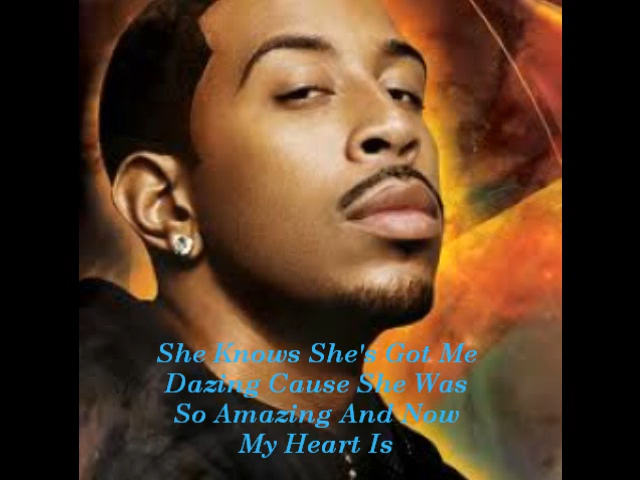 She Knows She's Got Me
Dazing Cause She Was
So Amazing And Now
My Heart Is